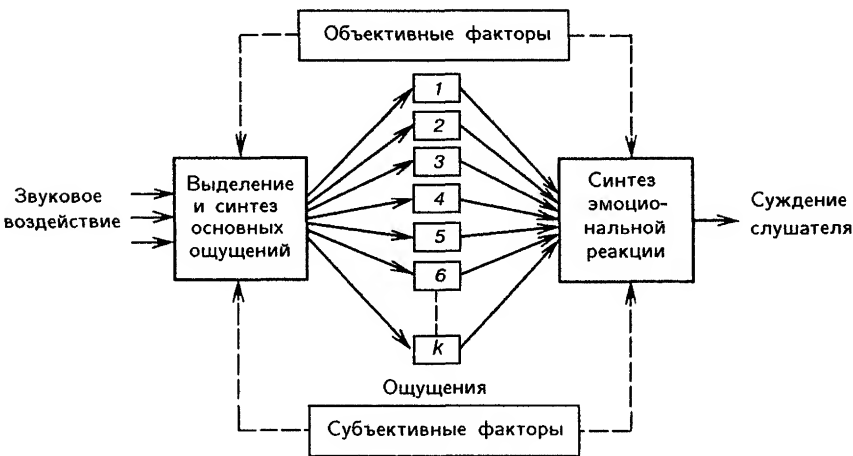 Объективные факторы
1
2
3
4
5
6
k
Звуковое
воздействие
Выделение
и синтез
основных
ощущений
Синтез
эмоцио-
нальной
реакции
Суждение
слушателя
Ощущения
Субъективные факторы